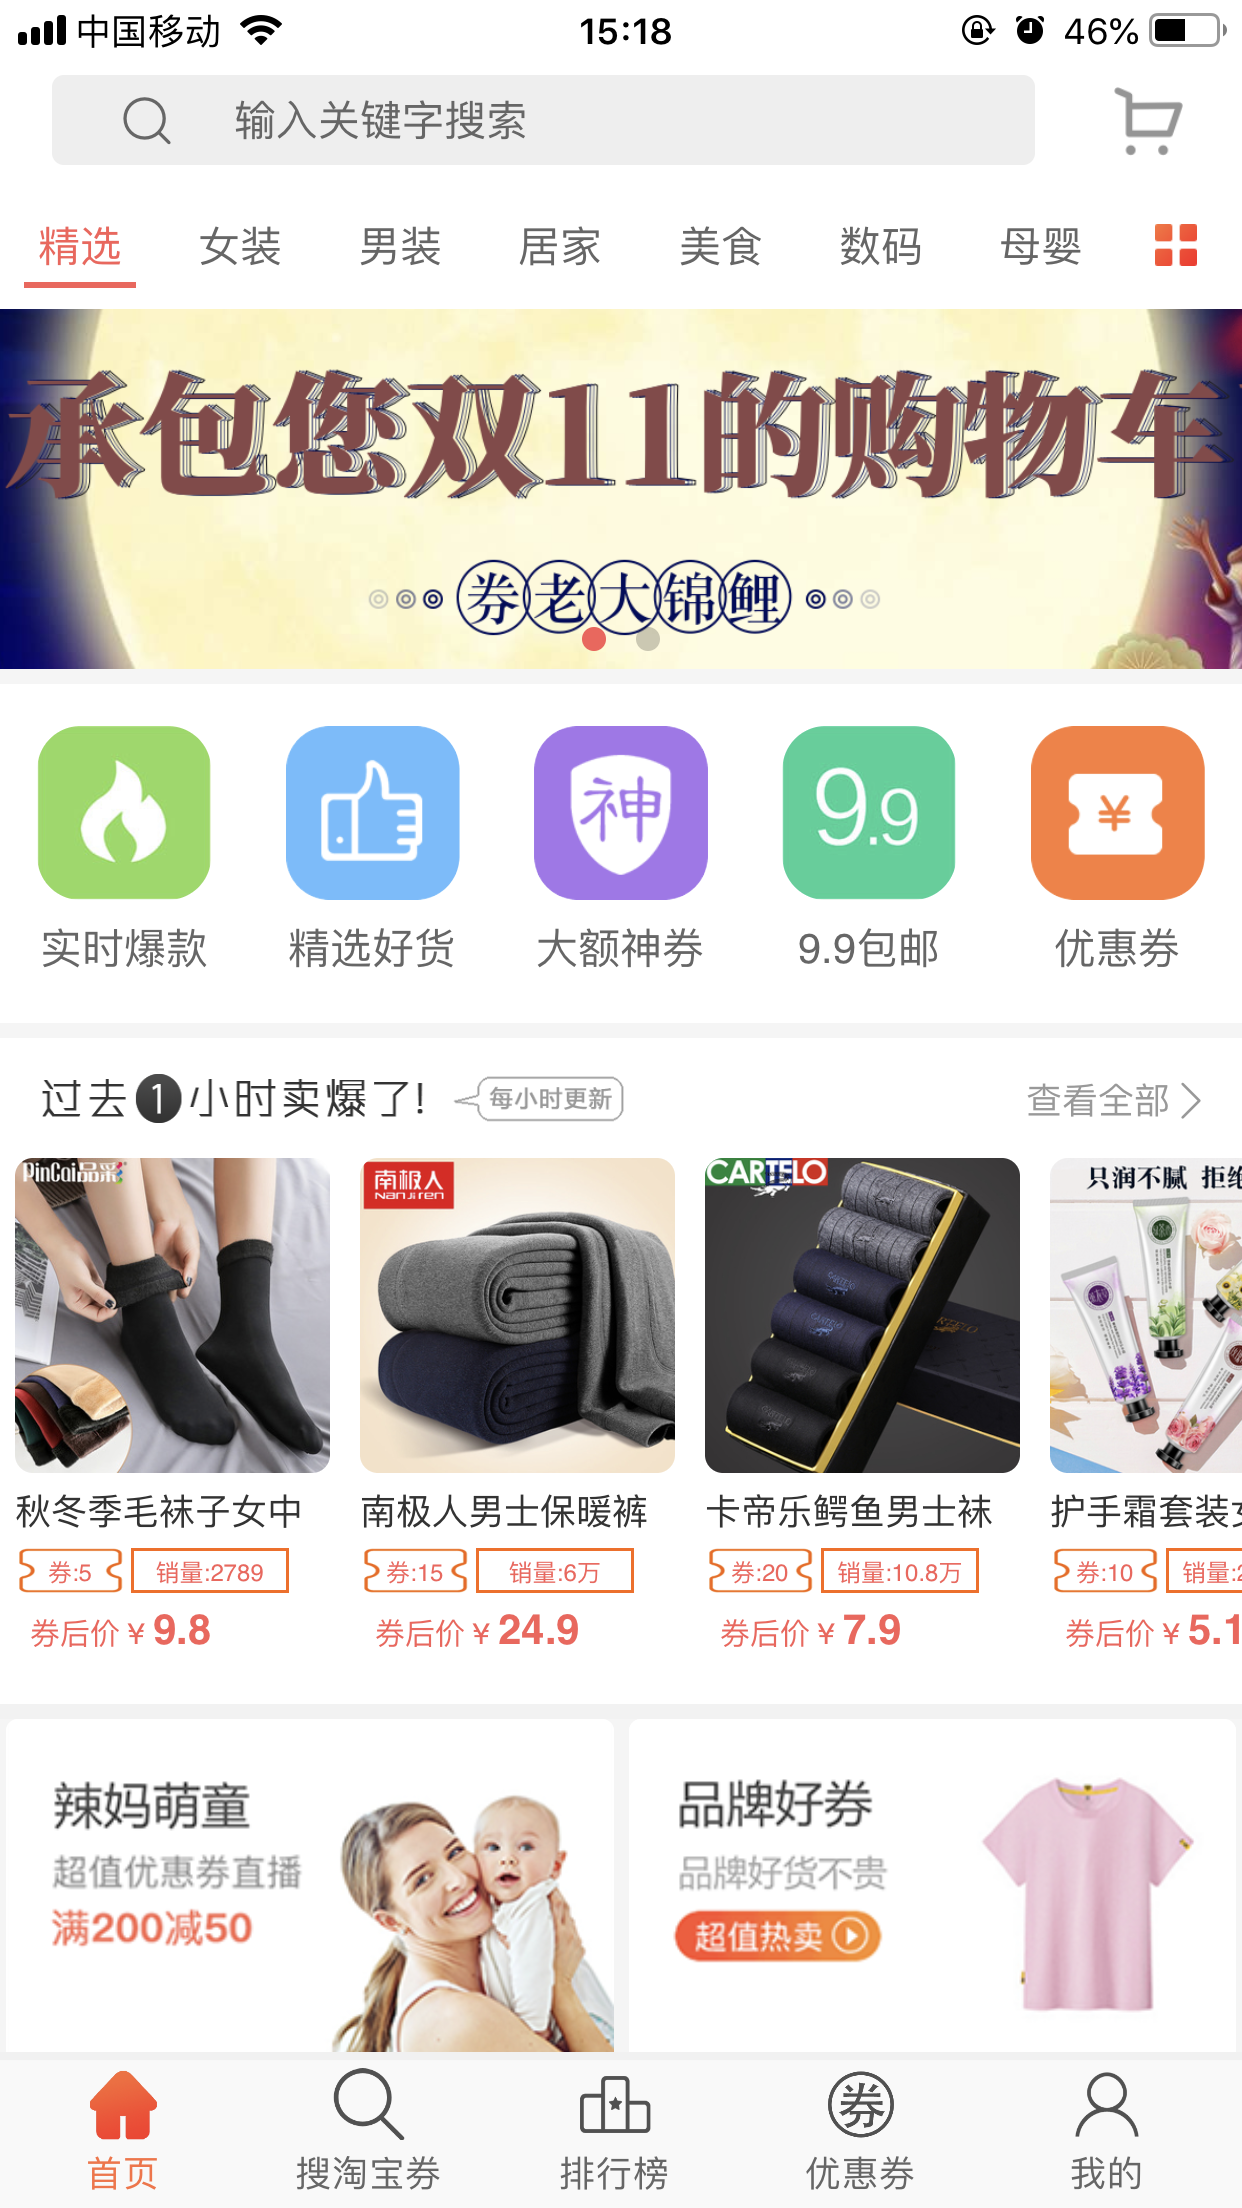 中国移动 15:18 46%
输入关键字搜索
精选 女装 男装 居家 美食 数码 母婴
承包您双11的购物车
券老大锦鲤
神 9.9 ¥
实时爆款 精选好货 大额神券 9.9包邮 优惠券
过去1小时卖爆了! 每小时更新 查看全部
PinCai品彩 南极人 CARTELO 只润不腻 拒绝
Nanjiren
CARTELO
CARTELO
秋冬季毛袜子女中 南极人男士保暖裤 卡帝乐鳄鱼男士袜 护手霜套装女
券:5 销量:2789 券:15 销量:6万 券:20 销量:10.8万 券:10 销量:2
券后价¥9.8 券后价¥24.9 券后价¥7.9 券后价¥5.1
辣妈萌童 品牌好券
超值优惠券直播 品牌好货不贵
满200减50 超值热卖
券
首页 搜淘宝券 排行榜 优惠券 我的